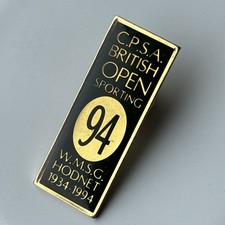 C.P.S.A.
BRITISH
OPEN
SPORTING
94
W.M.S.G.
HODNET
1934-1994